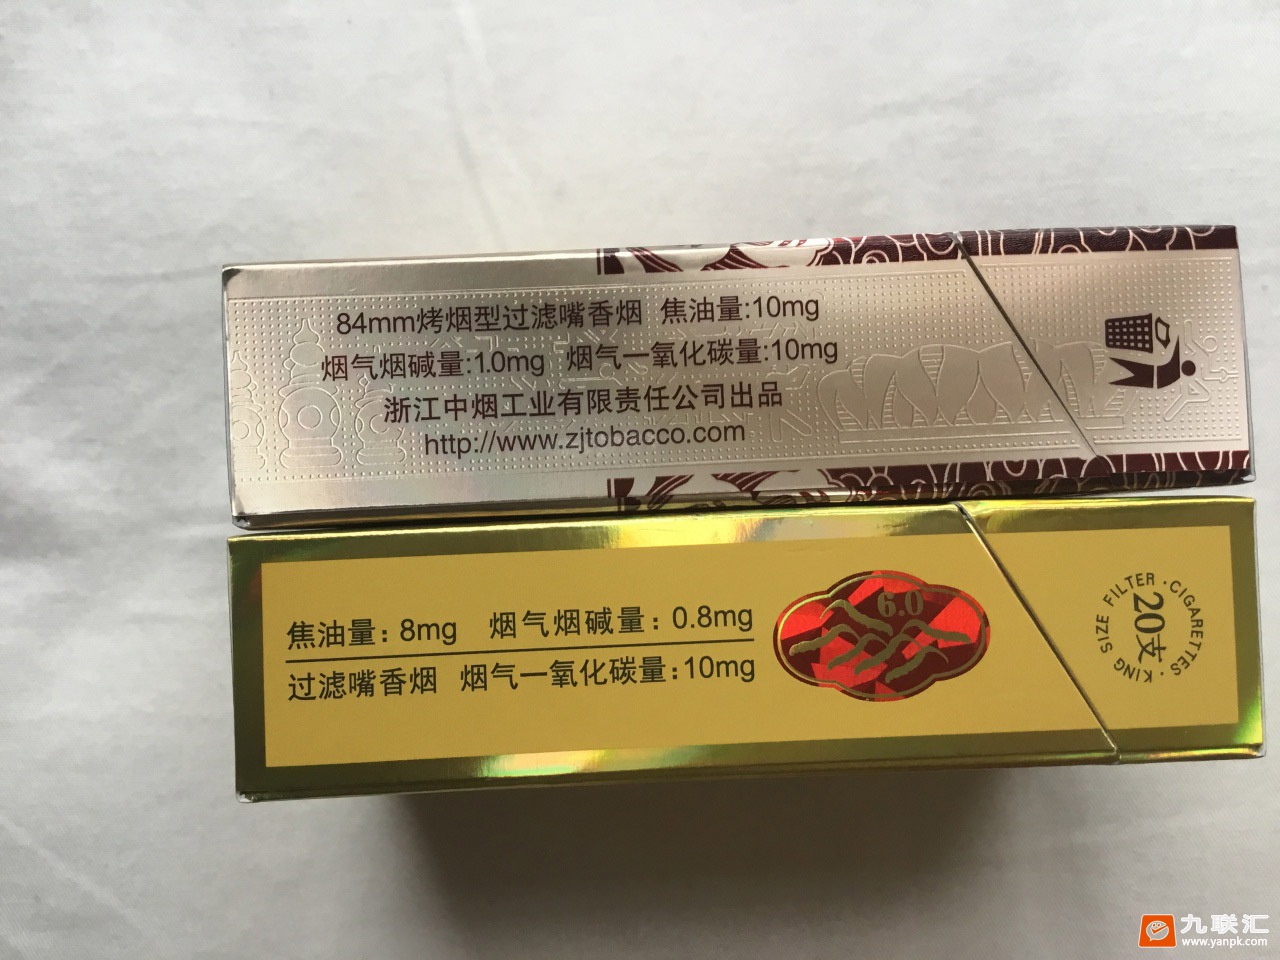 84mm烤烟型过滤嘴香烟 焦油量:10mg
烟气烟碱量:1.0mg 烟气一氧化碳量:10mg
浙江中烟工业有限责任公司出品
http://www.zjtobacco.com
焦油量: 8mg 烟气烟碱量: 0.8mg
过滤嘴香烟 烟气一氧化碳量:10mg
6.0
KING SIZE FILTER · CIGARETTES ·
20支
九联汇
www.yanpk.com